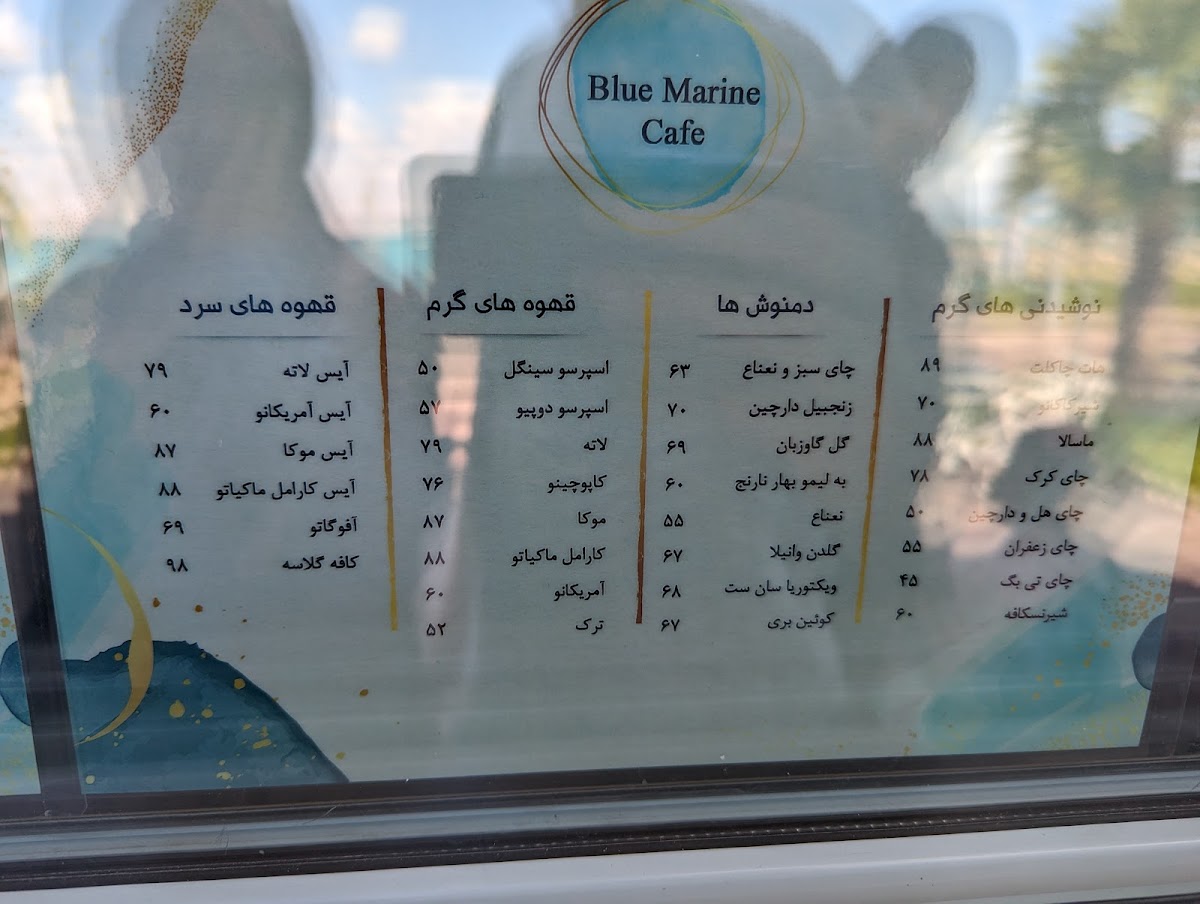 Blue Marine
Cafe
نوشیدنی های گرم
هات چاکلت ۸۹
شیرکاکائو ۷۰
ماسالا ۸۸
چای کرک ۷۸
چای هل و دارچین ۵۰
چای زعفران ۵۵
چای تی بگ ۴۵
شیرنسکافه ۶۰
دمنوش ها
چای سبز و نعناع ۶۳
زنجبیل دارچین ۷۰
گل گاوزبان ۶۹
به لیمو بهار نارنج ۶۰
نعناع ۵۵
گلدن وانیلا ۶۷
ویکتوریا سان ست ۶۸
کوئین بری ۶۷
قهوه های گرم
اسپرسو سینگل ۵۰
اسپرسو دوپیو ۵۷
لاته ۷۹
کاپوچینو ۷۶
موکا ۸۷
کارامل ماکیاتو ۸۸
آمریکانو ۶۰
ترک ۵۲
قهوه های سرد
آیس لاته ۷۹
آیس آمریکانو ۶۰
آیس موکا ۸۷
آیس کارامل ماکیاتو ۸۸
آفوگاتو ۶۹
کافه گلاسه ۹۸